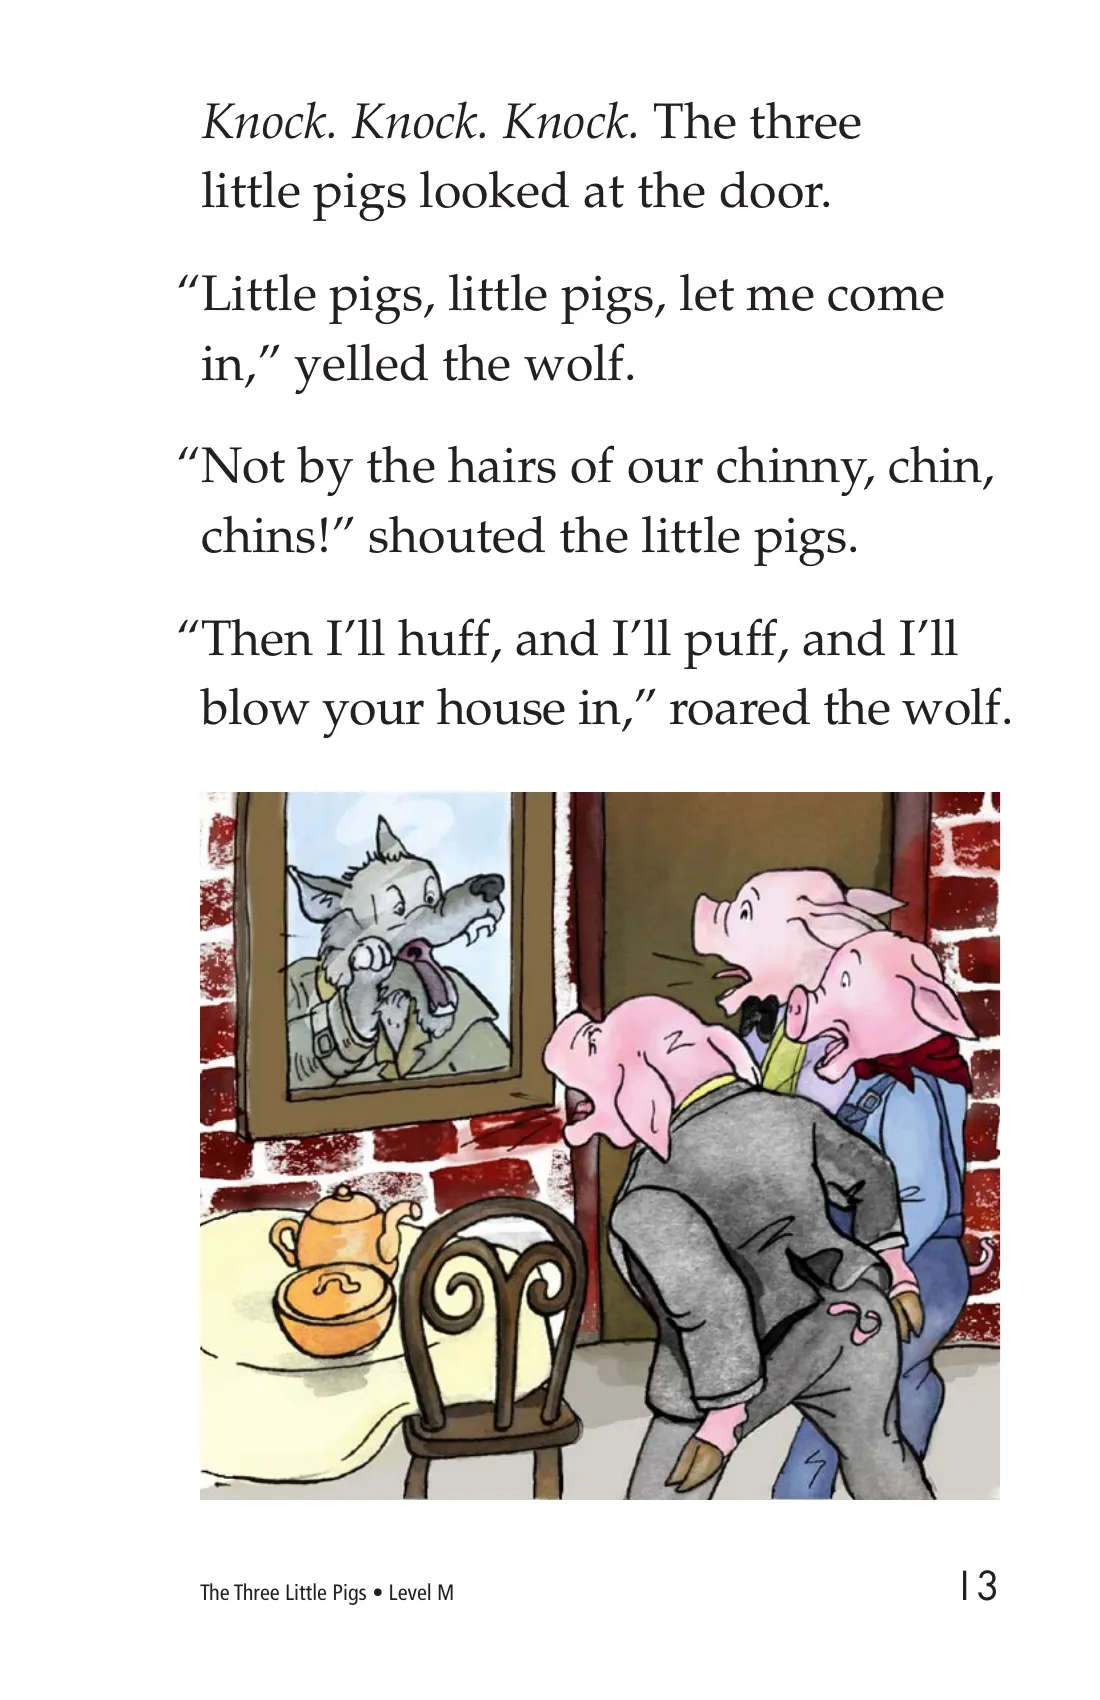 Knock. Knock. Knock. The three
little pigs looked at the door.
“Little pigs, little pigs, let me come
in,” yelled the wolf.
“Not by the hairs of our chinny, chin,
chins!” shouted the little pigs.
“Then I’ll huff, and I’ll puff, and I’ll
blow your house in,” roared the wolf.
The Three Little Pigs • Level M
13